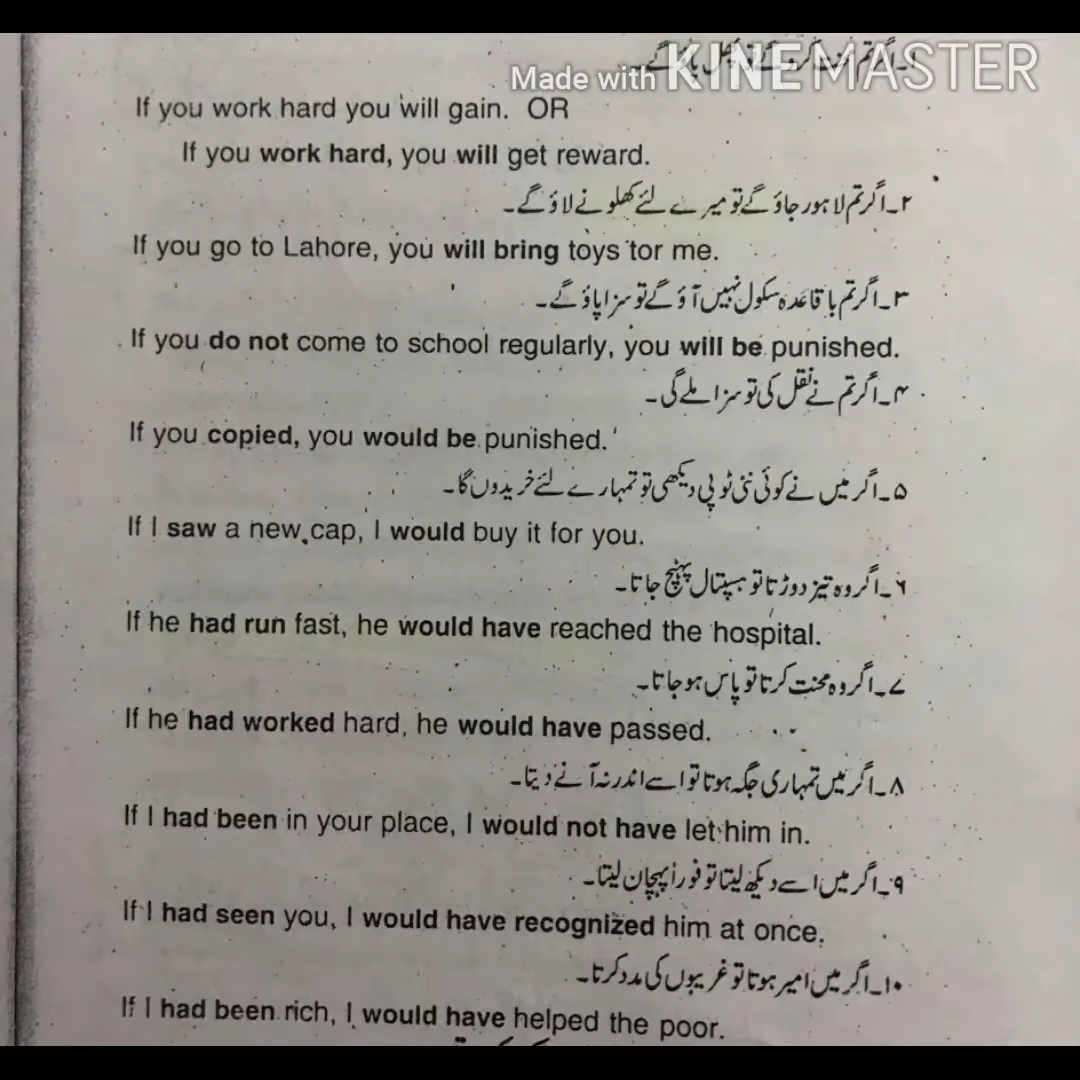 Made with KINEMASTER
If you work hard you will gain. OR
If you work hard, you will get reward.
۲۔اگر تم لاہور جاؤ گے تو میرے لئے کھلونے لاؤ گے۔
If you go to Lahore, you will bring toys tor me.
۳۔اگر تم باقاعدہ سکول نہیں آؤ گے تو سزا پاؤ گے۔
If you do not come to school regularly, you will be punished.
۴۔اگر تم نے نقل کی تو سزا ملے گی۔
If you copied, you would be punished.
۵۔اگر میں نے کوئی نئی ٹوپی دیکھی تو تمہارے لئے خریدوں گا۔
If I saw a new cap, I would buy it for you.
۶۔اگر وہ تیز دوڑتا تو ہسپتال پہنچ جاتا۔
If he had run fast, he would have reached the hospital.
۷۔اگر وہ محنت کرتا تو پاس ہو جاتا۔
If he had worked hard, he would have passed.
۸۔اگر میں تمہاری جگہ ہوتا تو اسے اندر نہ آنے دیتا۔
If I had been in your place, I would not have let him in.
۹۔اگر میں اسے دیکھ لیتا تو فوراً پہچان لیتا۔
If I had seen you, I would have recognized him at once.
۱۰۔اگر میں امیر ہوتا تو غریبوں کی مدد کرتا۔
If I had been rich, I would have helped the poor.